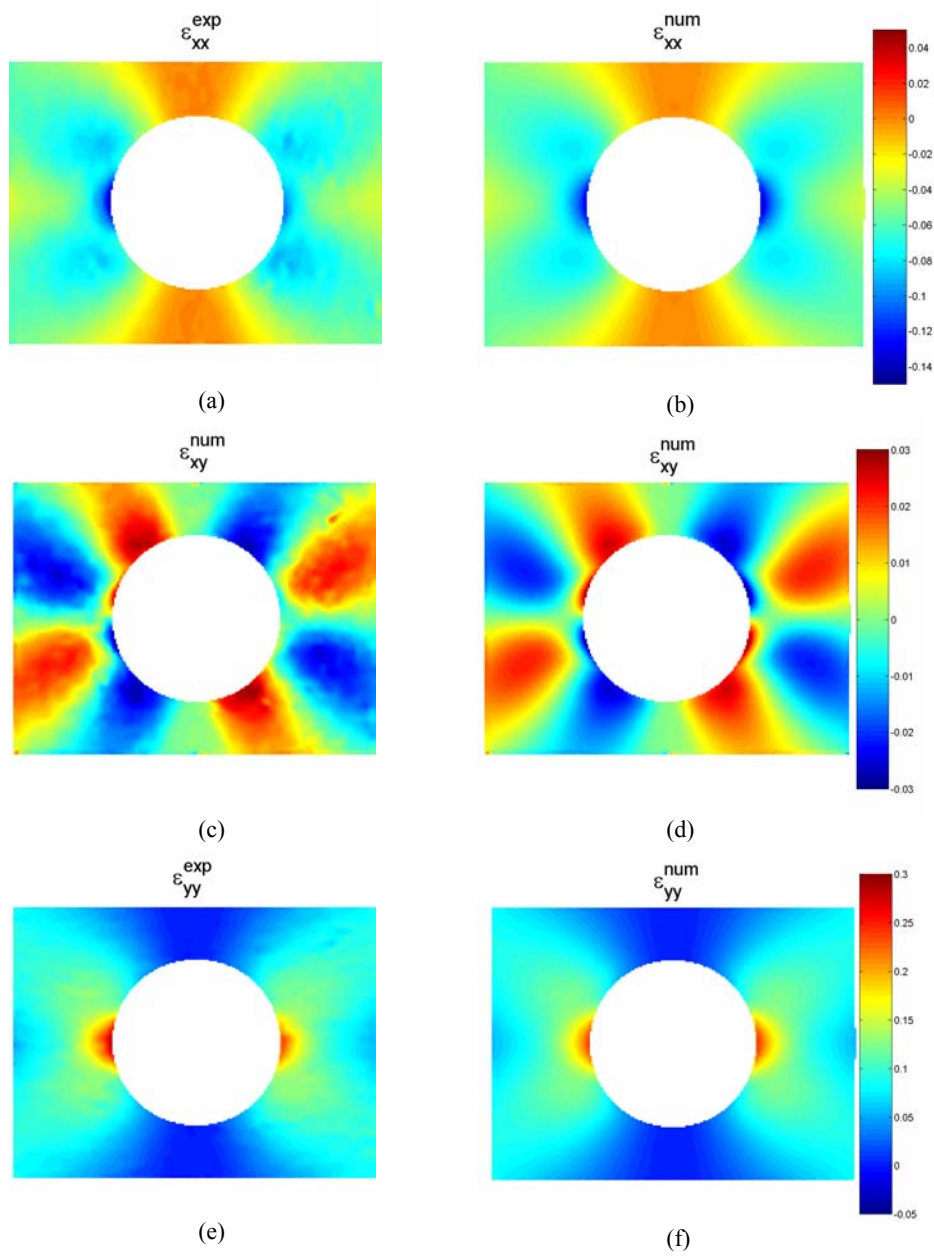 ε_xx^exp
ε_xx^num
0.04
0.02
0
-0.02
-0.04
-0.06
-0.08
-0.1
-0.12
-0.14
(a)
(b)
ε_xy^num
ε_xy^num
0.03
0.02
0.01
0
-0.01
-0.02
-0.03
(c)
(d)
ε_yy^exp
ε_yy^num
0.3
0.25
0.2
0.15
0.1
0.05
0
-0.05
(e)
(f)